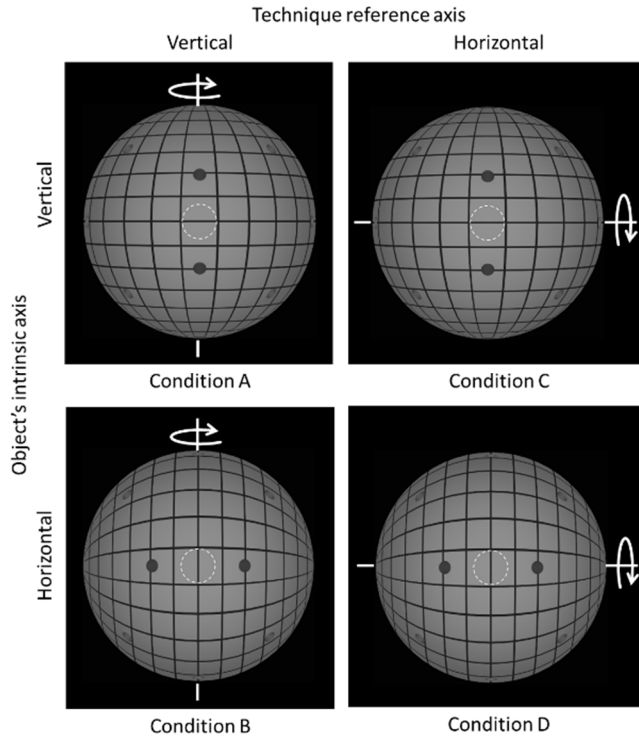 Technique reference axis
Vertical
Horizontal
Object's intrinsic axis
Vertical
Condition A
Condition C
Horizontal
Condition B
Condition D